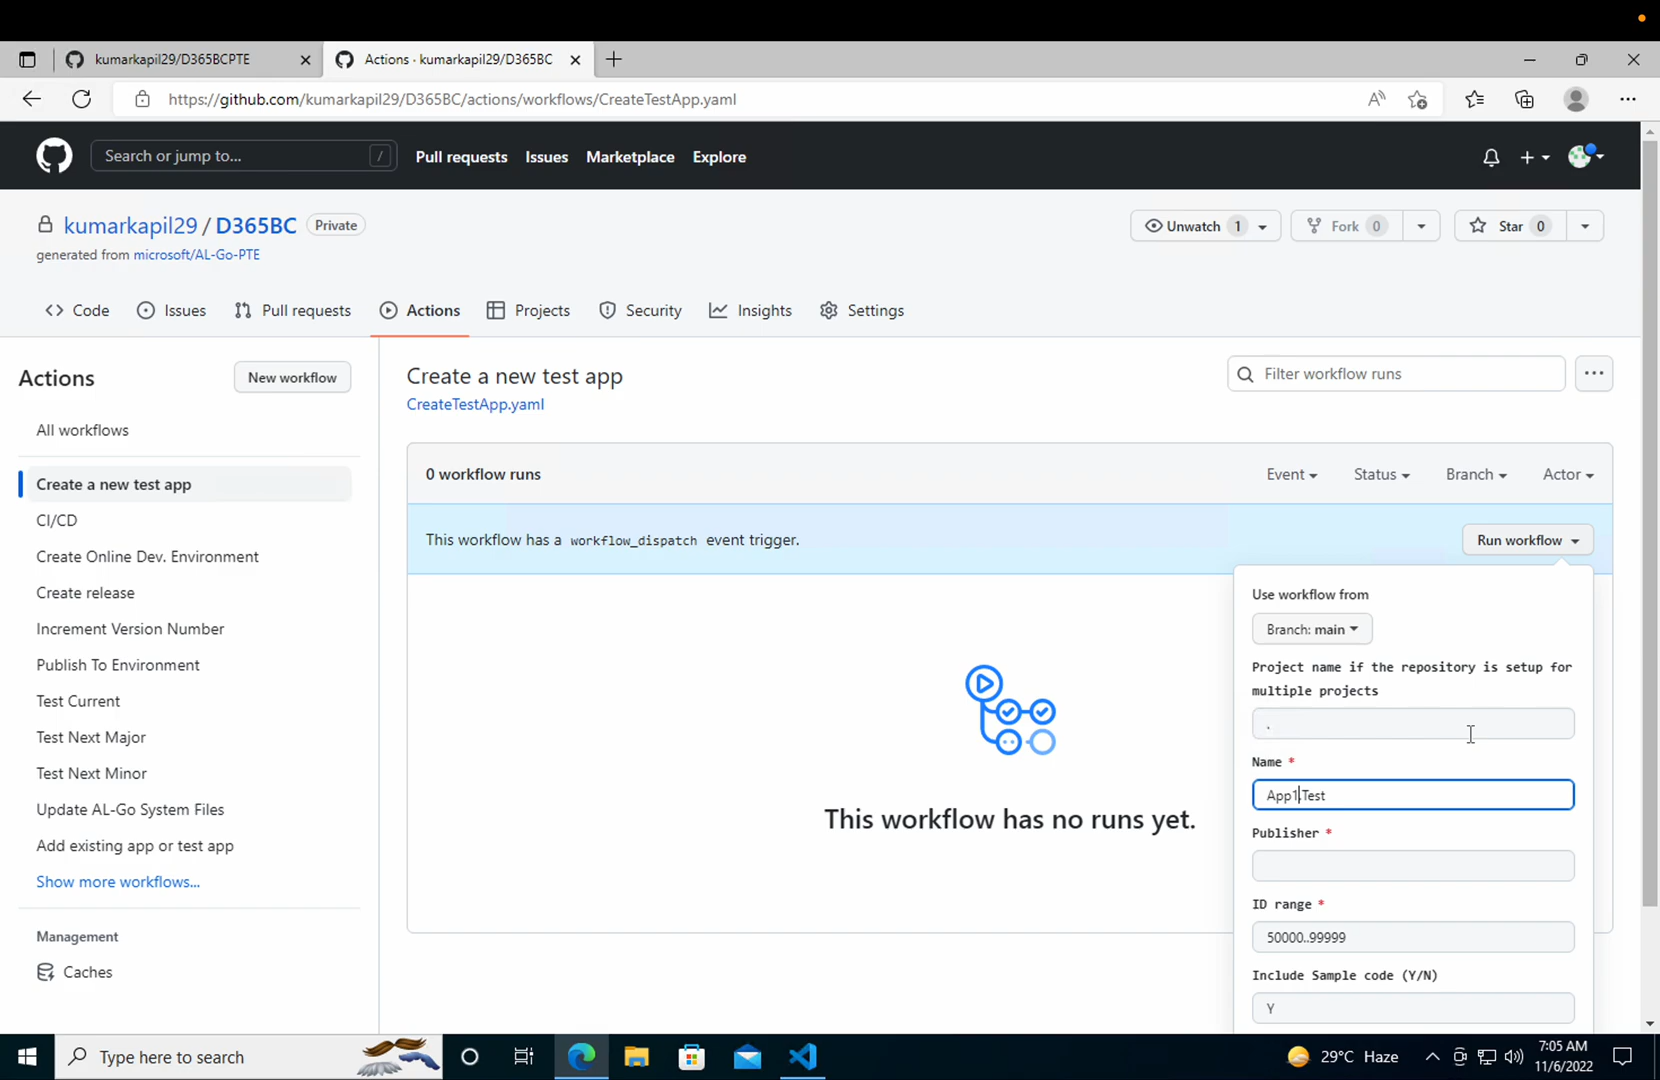 kumarkapil29/D365BCPTE
Actions · kumarkapil29/D365BC
https://github.com/kumarkapil29/D365BC/actions/workflows/CreateTestApp.yaml
Search or jump to...
/
Pull requests
Issues
Marketplace
Explore
kumarkapil29 / D365BC
Private
generated from microsoft/AL-Go-PTE
Unwatch 1
Fork 0
Star 0
Code
Issues
Pull requests
Actions
Projects
Security
Insights
Settings
Actions
New workflow
All workflows
Create a new test app
CI/CD
Create Online Dev. Environment
Create release
Increment Version Number
Publish To Environment
Test Current
Test Next Major
Test Next Minor
Update AL-Go System Files
Add existing app or test app
Show more workflows...
Management
Caches
Create a new test app
CreateTestApp.yaml
Filter workflow runs
0 workflow runs
Event
Status
Branch
Actor
This workflow has a workflow_dispatch event trigger.
Run workflow
This workflow has no runs yet.
Use workflow from
Branch: main
Project name if the repository is setup for
multiple projects
.
Name *
App1.Test
Publisher *
ID range *
50000..99999
Include Sample code (Y/N)
Y
Type here to search
29°C Haze
7:05 AM
11/6/2022